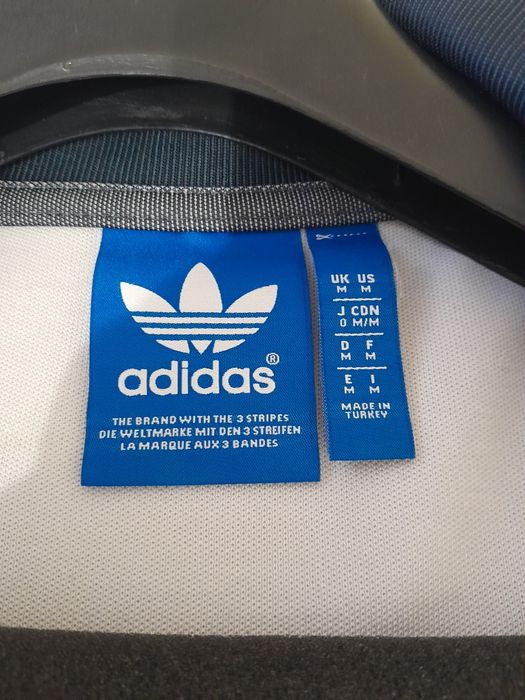 adidas®
THE BRAND WITH THE 3 STRIPES
DIE WELTMARKE MIT DEN 3 STREIFEN
LA MARQUE AUX 3 BANDES
UK US
M M
J CDN
O M/M
D F
M M
E I
M M
MADE IN
TURKEY